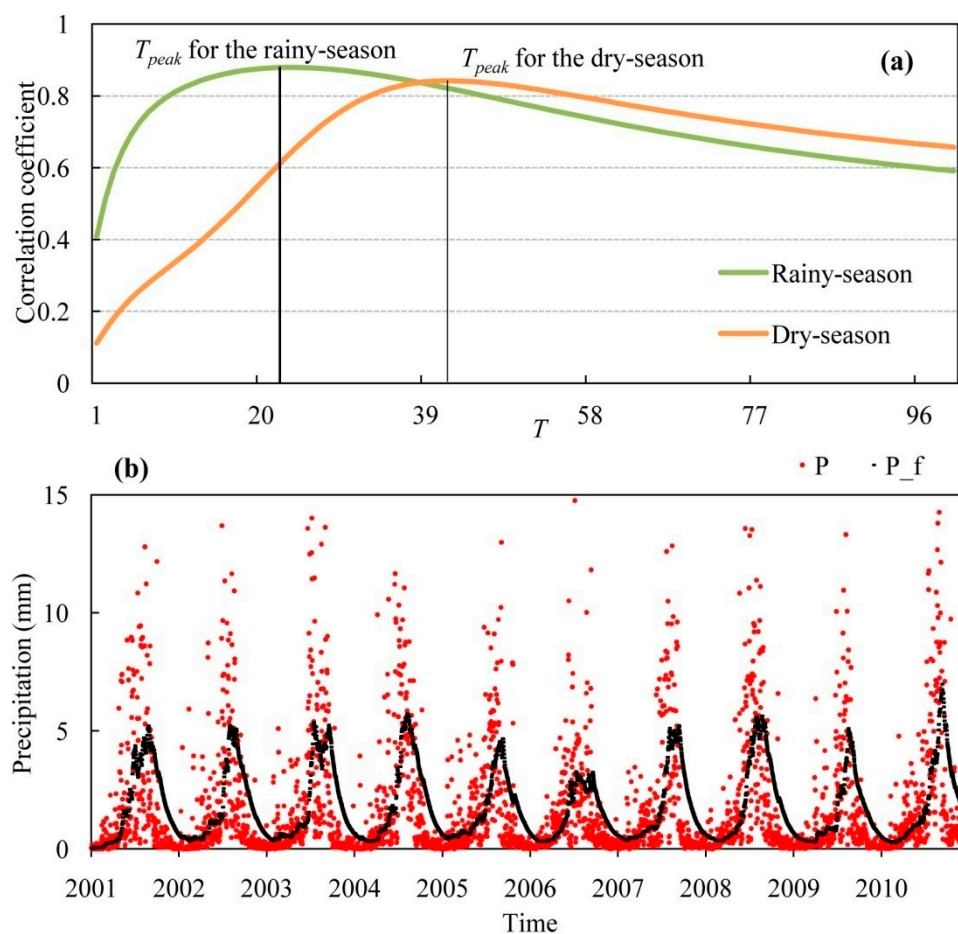 1
T_peak for the rainy-season
(a)
T_peak for the dry-season
0.8
Correlation coefficient
0.6
0.4
Rainy-season
0.2
Dry-season
0
1 20 39 58 77 96
T
(b)
P P_f
15
Precipitation (mm)
10
5
0
2001 2002 2003 2004 2005 2006 2007 2008 2009 2010
Time